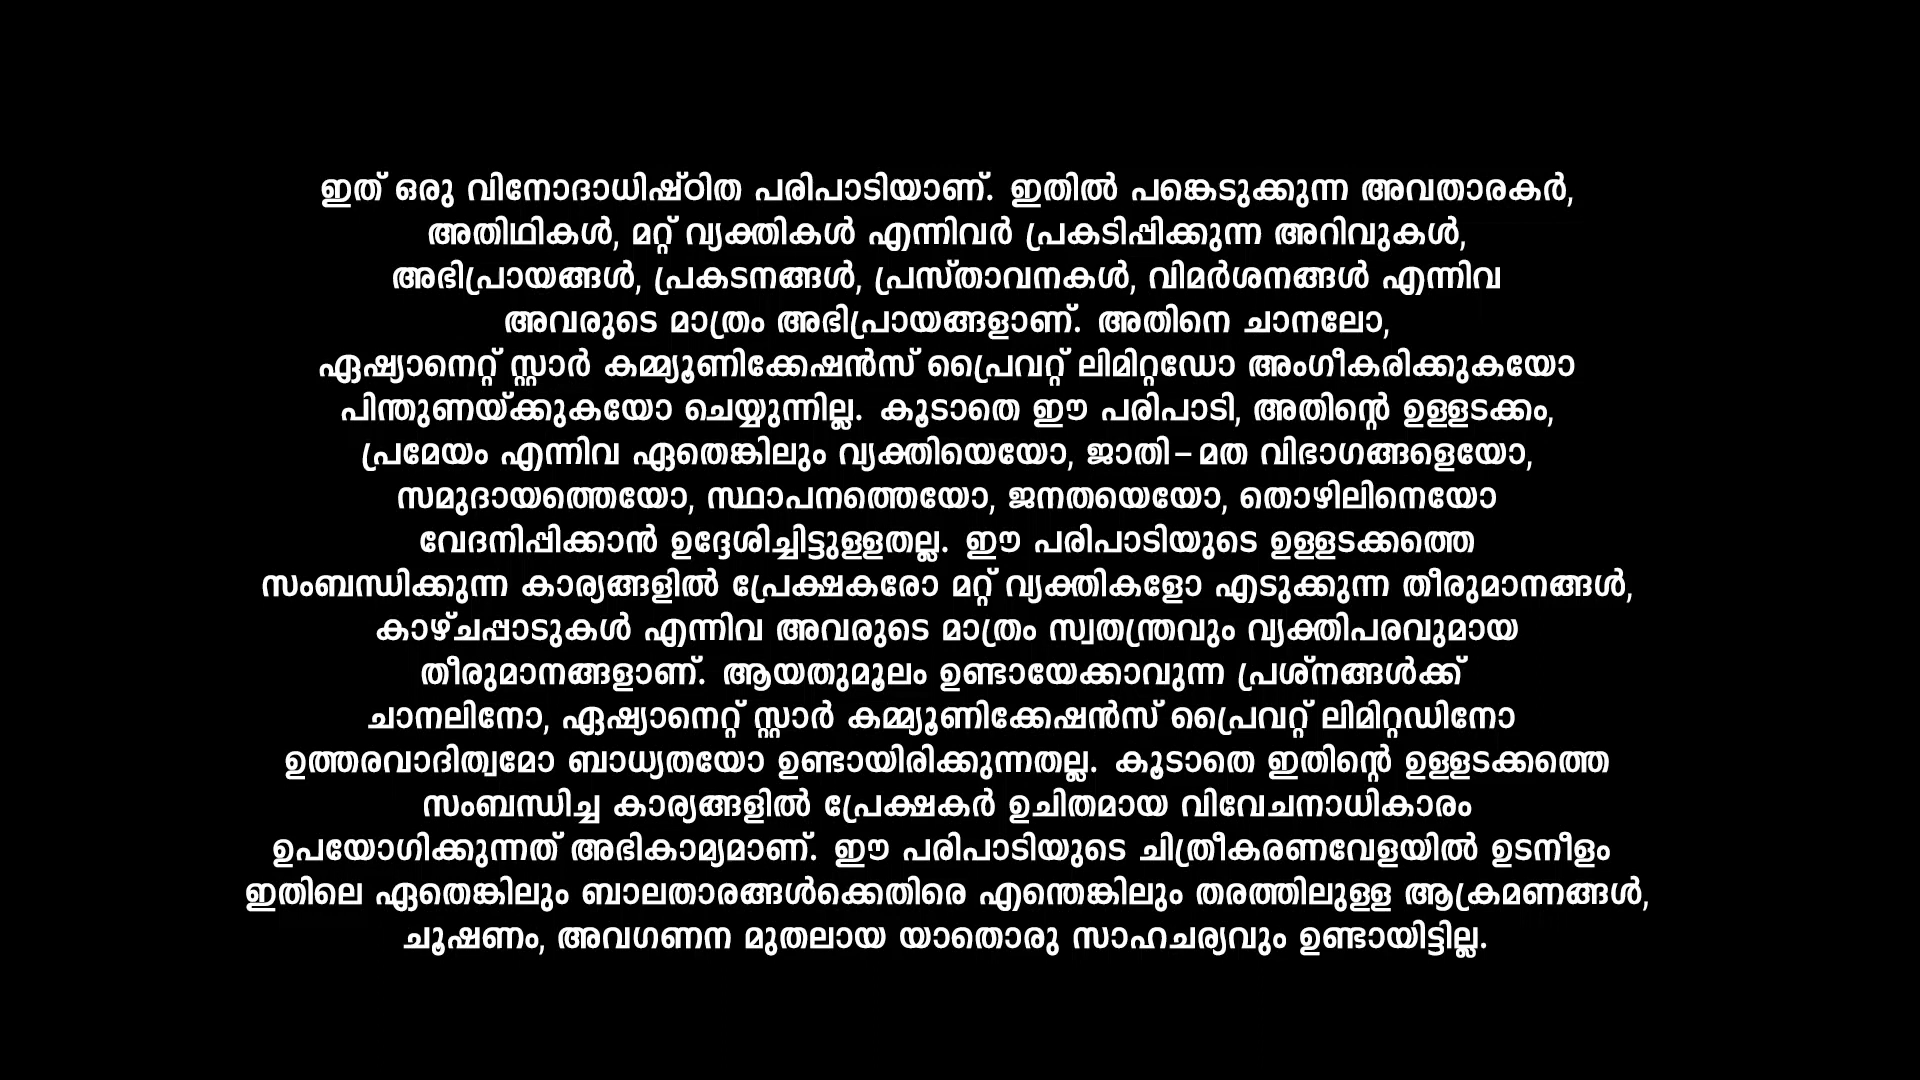 ഇത് ഒരു വിനോദാധിഷ്ഠിത പരിപാടിയാണ്. ഇതിൽ പങ്കെടുക്കുന്ന അവതാരകർ,
അതിഥികൾ, മറ്റ് വ്യക്തികൾ എന്നിവർ പ്രകടിപ്പിക്കുന്ന അറിവുകൾ,
അഭിപ്രായങ്ങൾ, പ്രകടനങ്ങൾ, പ്രസ്താവനകൾ, വിമർശനങ്ങൾ എന്നിവ
അവരുടെ മാത്രം അഭിപ്രായങ്ങളാണ്. അതിനെ ചാനലോ,
ഏഷ്യാനെറ്റ് സ്റ്റാർ കമ്മ്യൂണിക്കേഷൻസ് പ്രൈവറ്റ് ലിമിറ്റഡോ അംഗീകരിക്കുകയോ
പിന്തുണയ്ക്കുകയോ ചെയ്യുന്നില്ല. കൂടാതെ ഈ പരിപാടി, അതിന്റെ ഉള്ളടക്കം,
പ്രമേയം എന്നിവ ഏതെങ്കിലും വ്യക്തിയെയോ, ജാതി – മത വിഭാഗങ്ങളെയോ,
സമുദായത്തെയോ, സ്ഥാപനത്തെയോ, ജനതയെയോ, തൊഴിലിനെയോ
വേദനിപ്പിക്കാൻ ഉദ്ദേശിച്ചിട്ടുള്ളതല്ല. ഈ പരിപാടിയുടെ ഉള്ളടക്കത്തെ
സംബന്ധിക്കുന്ന കാര്യങ്ങളിൽ പ്രേക്ഷകരോ മറ്റ് വ്യക്തികളോ എടുക്കുന്ന തീരുമാനങ്ങൾ,
കാഴ്ചപ്പാടുകൾ എന്നിവ അവരുടെ മാത്രം സ്വതന്ത്രവും വ്യക്തിപരവുമായ
തീരുമാനങ്ങളാണ്. ആയതുമൂലം ഉണ്ടായേക്കാവുന്ന പ്രശ്നങ്ങൾക്ക്
ചാനലിനോ, ഏഷ്യാനെറ്റ് സ്റ്റാർ കമ്മ്യൂണിക്കേഷൻസ് പ്രൈവറ്റ് ലിമിറ്റഡിനോ
ഉത്തരവാദിത്വമോ ബാധ്യതയോ ഉണ്ടായിരിക്കുന്നതല്ല. കൂടാതെ ഇതിന്റെ ഉള്ളടക്കത്തെ
സംബന്ധിച്ച കാര്യങ്ങളിൽ പ്രേക്ഷകർ ഉചിതമായ വിവേചനാധികാരം
ഉപയോഗിക്കുന്നത് അഭികാമ്യമാണ്. ഈ പരിപാടിയുടെ ചിത്രീകരണവേളയിൽ ഉടനീളം
ഇതിലെ ഏതെങ്കിലും ബാലതാരങ്ങൾക്കെതിരെ എന്തെങ്കിലും തരത്തിലുള്ള ആക്രമണങ്ങൾ,
ചൂഷണം, അവഗണന മുതലായ യാതൊരു സാഹചര്യവും ഉണ്ടായിട്ടില്ല.